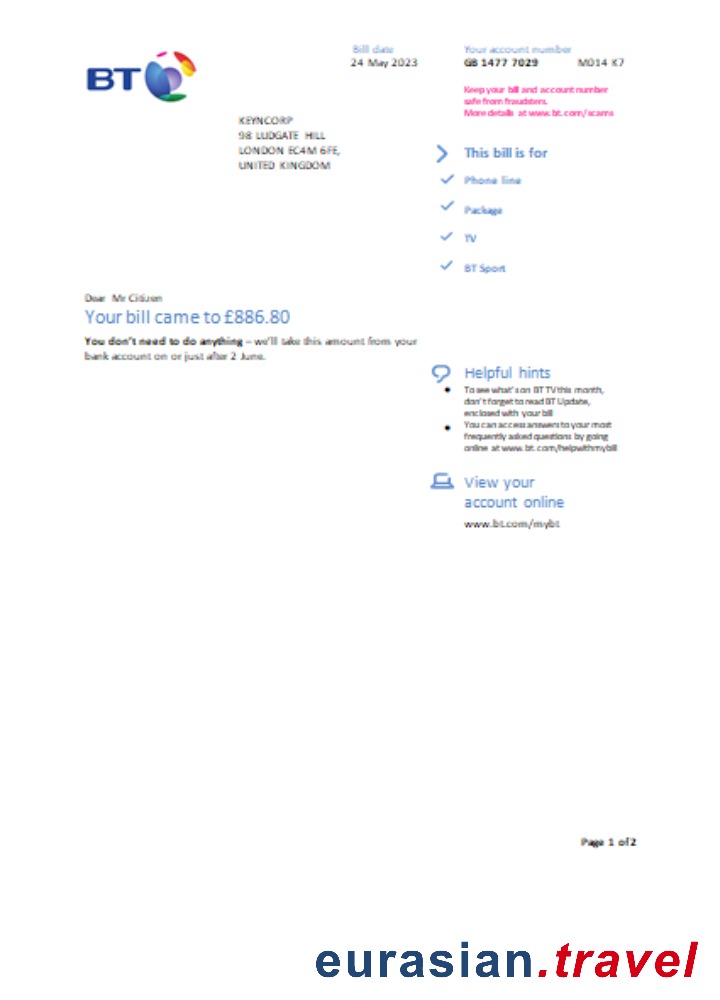 BT
Bill date
24 May 2023
Your account number
GB 1477 7029 M014 K7
Keep your bill and account number
safe from fraudsters.
More details at www.bt.com/scams
KEYNCORP
98 LUDGATE HILL
LONDON EC4M 6FE,
UNITED KINGDOM
This bill is for
Phone line
Package
TV
BT Sport
Dear Mr Citizen
Your bill came to £886.80
You don't need to do anything – we'll take this amount from your
bank account on or just after 2 June.
Helpful hints
To see what's on BT TV this month,
don't forget to read BT Update,
enclosed with your bill
You can access answers to your most
frequently asked questions by going
online at www.bt.com/helpwithmybill
View your
account online
www.bt.com/mybt
Page 1 of 2
eurasian.travel